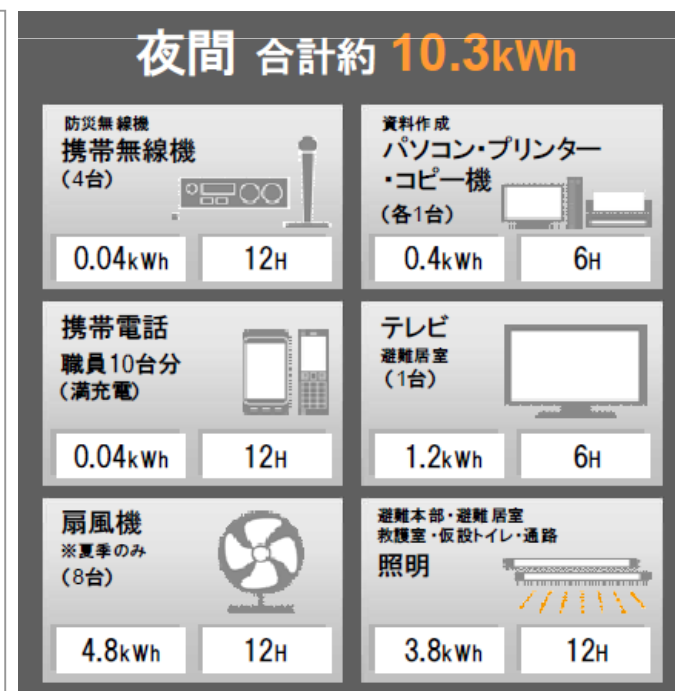 夜間 合計約 10.3kWh
防災無線機
携帯無線機
（4台）
0.04kWh
12H
資料作成
パソコン・プリンター
・コピー機
（各1台）
0.4kWh
6H
携帯電話
職員10台分
（満充電）
0.04kWh
12H
テレビ
避難居室
（1台）
1.2kWh
6H
扇風機
※夏季のみ
（8台）
4.8kWh
12H
避難本部・避難居室
救護室・仮設トイレ・通路
照明
3.8kWh
12H